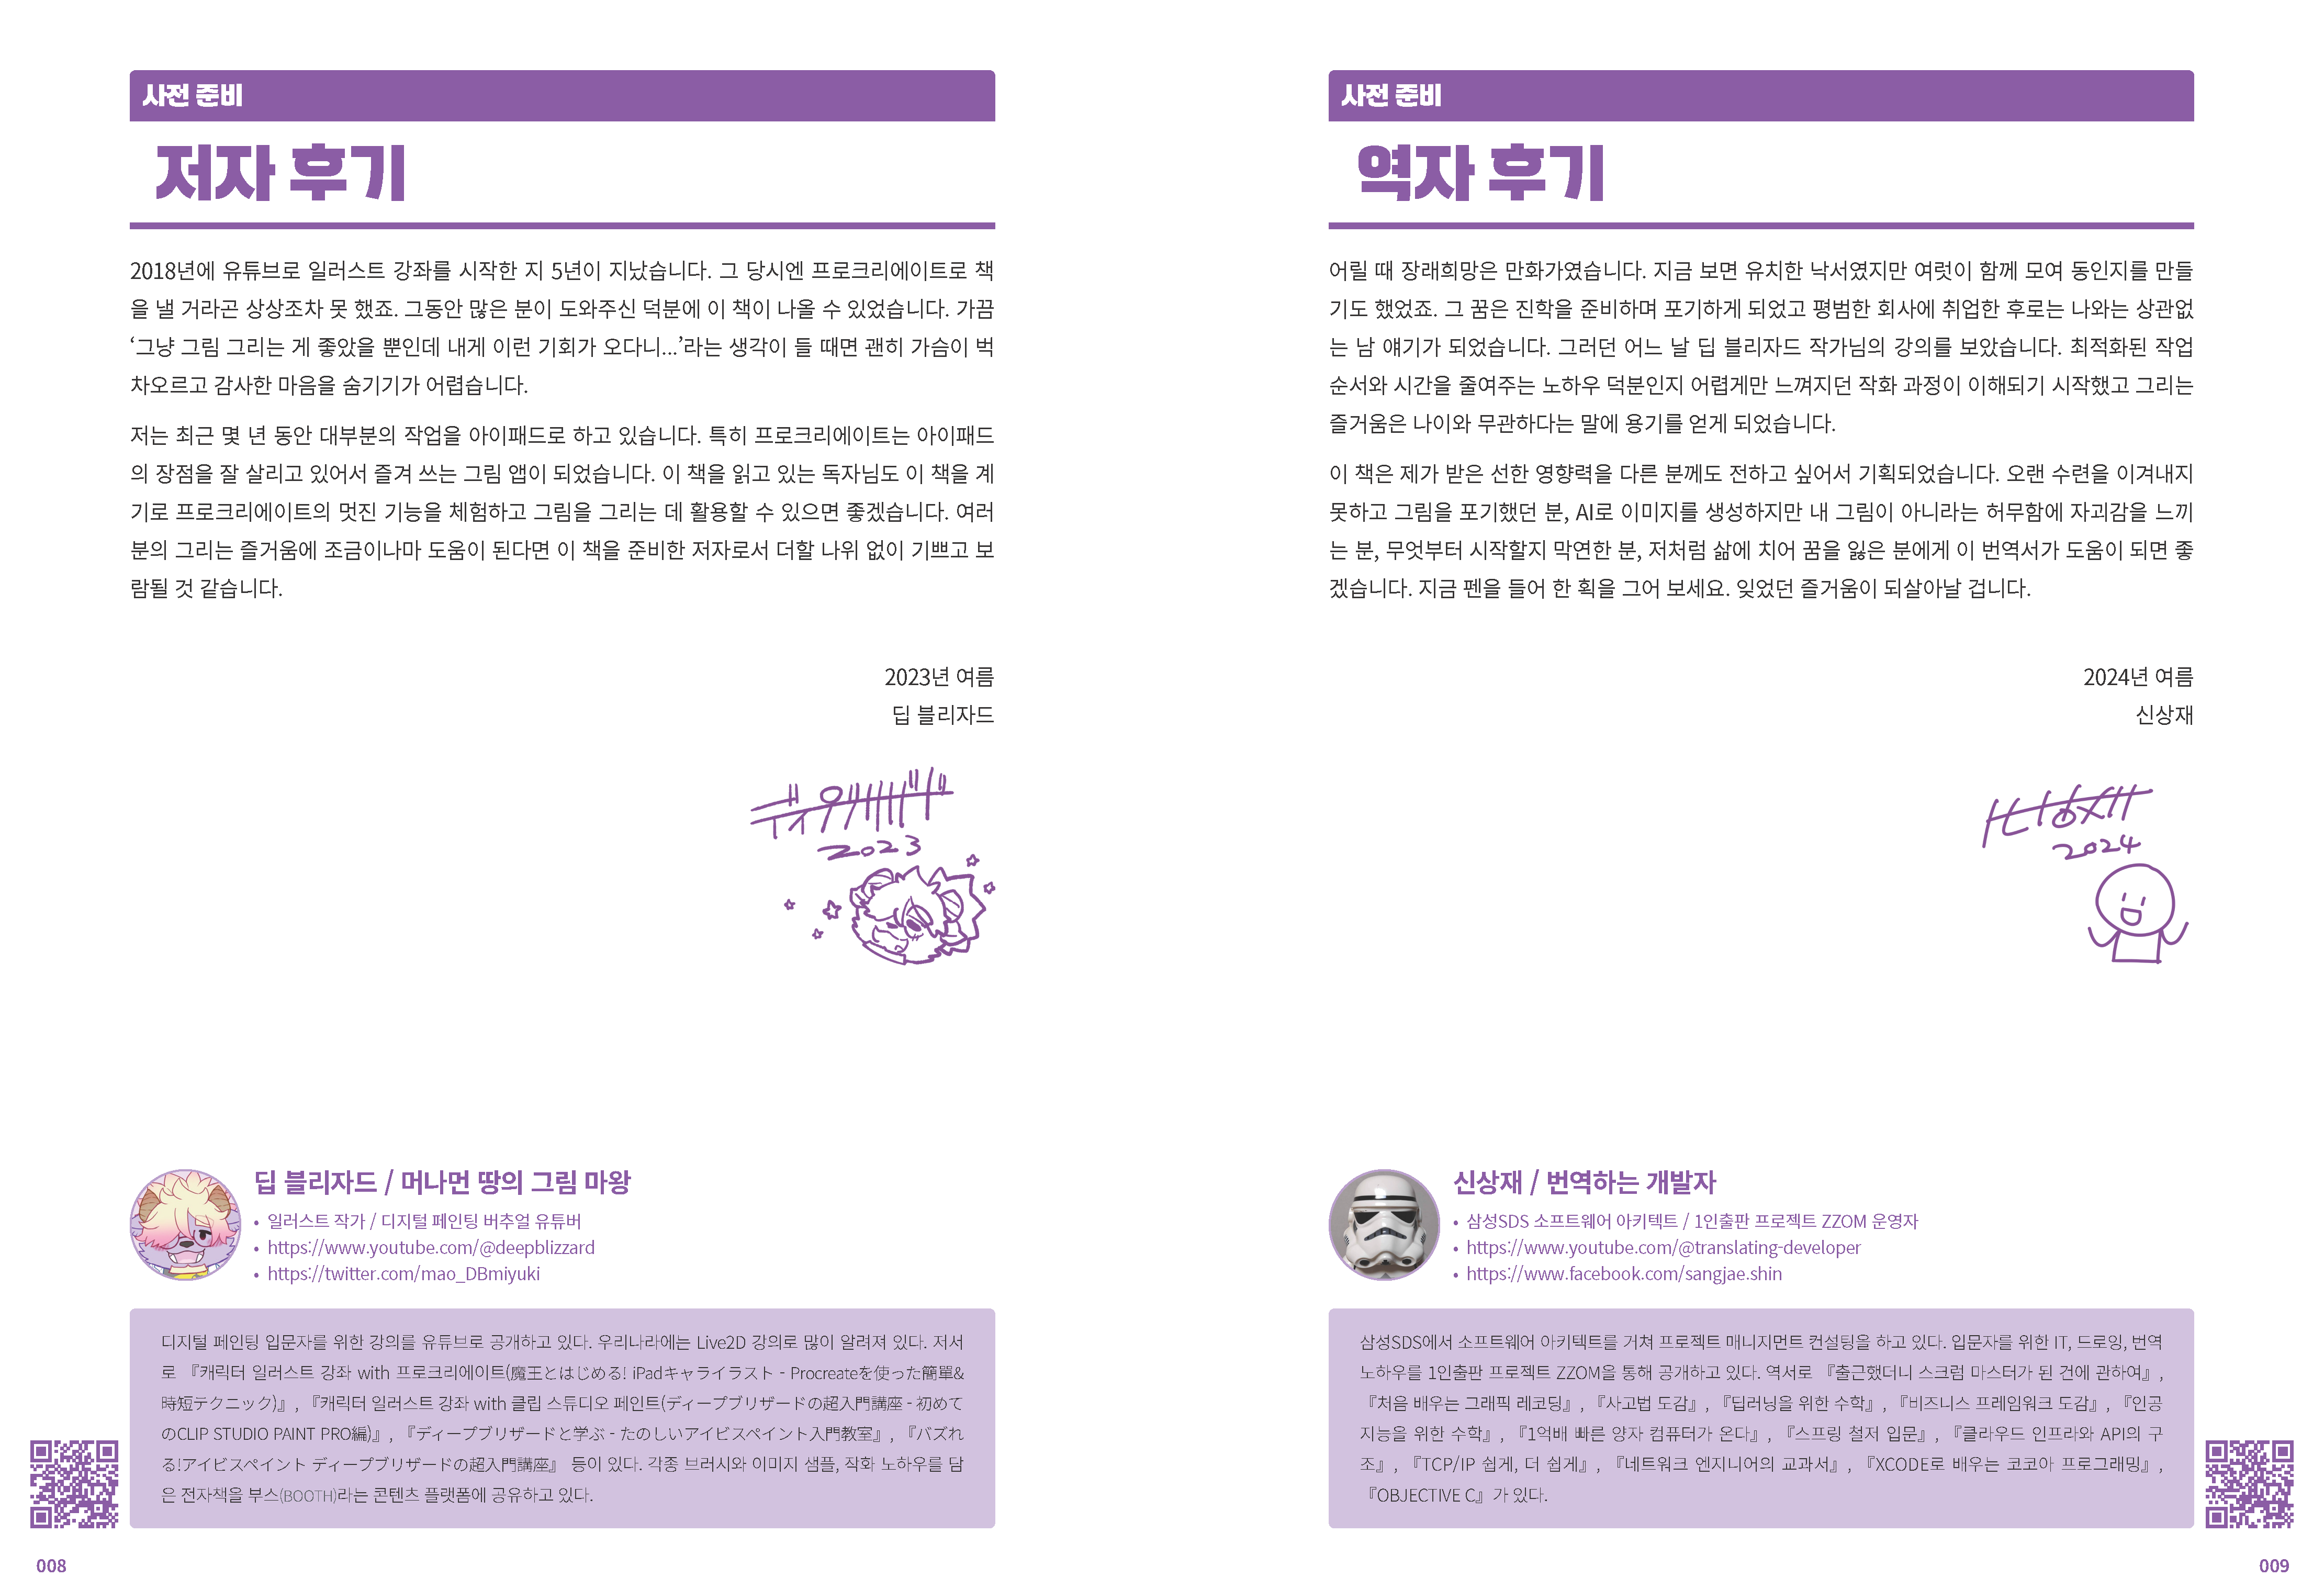 사전 준비
저자 후기
2018년에 유튜브로 일러스트 강좌를 시작한 지 5년이 지났습니다. 그 당시엔 프로크리에이트로 책
을 낼 거라곤 상상조차 못 했죠. 그동안 많은 분이 도와주신 덕분에 이 책이 나올 수 있었습니다. 가끔
‘그냥 그림 그리는 게 좋았을 뿐인데 내게 이런 기회가 오다니...’라는 생각이 들 때면 괜히 가슴이 벅
차오르고 감사한 마음을 숨기기가 어렵습니다.
저는 최근 몇 년 동안 대부분의 작업을 아이패드로 하고 있습니다. 특히 프로크리에이트는 아이패드
의 장점을 잘 살리고 있어서 즐겨 쓰는 그림 앱이 되었습니다. 이 책을 읽고 있는 독자님도 이 책을 계
기로 프로크리에이트의 멋진 기능을 체험하고 그림을 그리는 데 활용할 수 있으면 좋겠습니다. 여러
분의 그리는 즐거움에 조금이나마 도움이 된다면 이 책을 준비한 저자로서 더할 나위 없이 기쁘고 보
람될 것 같습니다.
2023년 여름
딥 블리자드
2023
딥 블리자드 / 머나먼 땅의 그림 마왕
• 일러스트 작가 / 디지털 페인팅 버추얼 유튜버
• https://www.youtube.com/@deepblizzard
• https://twitter.com/mao_DBmiyuki
디지털 페인팅 입문자를 위한 강의를 유튜브로 공개하고 있다. 우리나라에는 Live2D 강의로 많이 알려져 있다. 저서
로 『캐릭터 일러스트 강좌 with 프로크리에이트(魔王とはじめる! iPadキャライラスト - Procreateを使った簡單&
時短テクニック)』, 『캐릭터 일러스트 강좌 with 클립 스튜디오 페인트(ディープブリザードの超入門講座 - 初めて
のCLIP STUDIO PAINT PRO編)』, 『ディープブリザードと学ぶ - たのしいアイビスペイント入門教室』, 『バズれ
る!アイビスペイント ディープブリザードの超入門講座』 등이 있다. 각종 브러시와 이미지 샘플, 작화 노하우를 담
은 전자책을 부스(BOOTH)라는 콘텐츠 플랫폼에 공유하고 있다.
008
사전 준비
역자 후기
어릴 때 장래희망은 만화가였습니다. 지금 보면 유치한 낙서였지만 여럿이 함께 모여 동인지를 만들
기도 했었죠. 그 꿈은 진학을 준비하며 포기하게 되었고 평범한 회사에 취업한 후로는 나와는 상관없
는 남 얘기가 되었습니다. 그러던 어느 날 딥 블리자드 작가님의 강의를 보았습니다. 최적화된 작업
순서와 시간을 줄여주는 노하우 덕분인지 어렵게만 느껴지던 작화 과정이 이해되기 시작했고 그리는
즐거움은 나이와 무관하다는 말에 용기를 얻게 되었습니다.
이 책은 제가 받은 선한 영향력을 다른 분께도 전하고 싶어서 기획되었습니다. 오랜 수련을 이겨내지
못하고 그림을 포기했던 분, AI로 이미지를 생성하지만 내 그림이 아니라는 허무함에 자괴감을 느끼
는 분, 무엇부터 시작할지 막연한 분, 저처럼 삶에 치어 꿈을 잃은 분에게 이 번역서가 도움이 되면 좋
겠습니다. 지금 펜을 들어 한 획을 그어 보세요. 잊었던 즐거움이 되살아날 겁니다.
2024년 여름
신상재
2024
신상재 / 번역하는 개발자
• 삼성SDS 소프트웨어 아키텍트 / 1인출판 프로젝트 ZZOM 운영자
• https://www.youtube.com/@translating-developer
• https://www.facebook.com/sangjae.shin
삼성SDS에서 소프트웨어 아키텍트를 거쳐 프로젝트 매니지먼트 컨설팅을 하고 있다. 입문자를 위한 IT, 드로잉, 번역
노하우를 1인출판 프로젝트 ZZOM을 통해 공개하고 있다. 역서로 『출근했더니 스크럼 마스터가 된 건에 관하여』,
『처음 배우는 그래픽 레코딩』, 『사고법 도감』, 『딥러닝을 위한 수학』, 『비즈니스 프레임워크 도감』, 『인공
지능을 위한 수학』, 『1억배 빠른 양자 컴퓨터가 온다』, 『스프링 철저 입문』, 『클라우드 인프라와 API의 구
조』, 『TCP/IP 쉽게, 더 쉽게』, 『네트워크 엔지니어의 교과서』, 『XCODE로 배우는 코코아 프로그래밍』,
『OBJECTIVE C』가 있다.
009